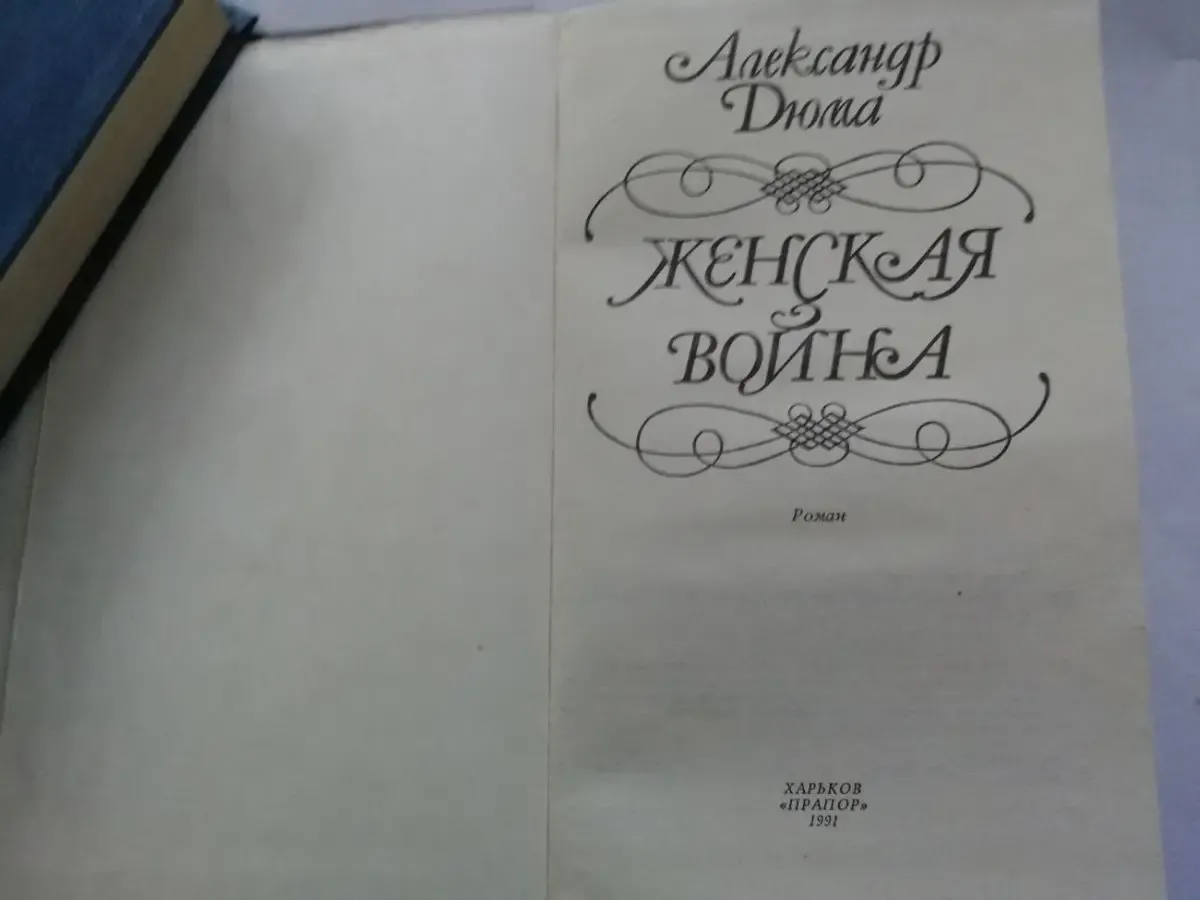 Александр
Дюма
ЖЕНСКАЯ
ВОЙНА
Роман
ХАРЬКОВ
«ПРАПОР»
1991